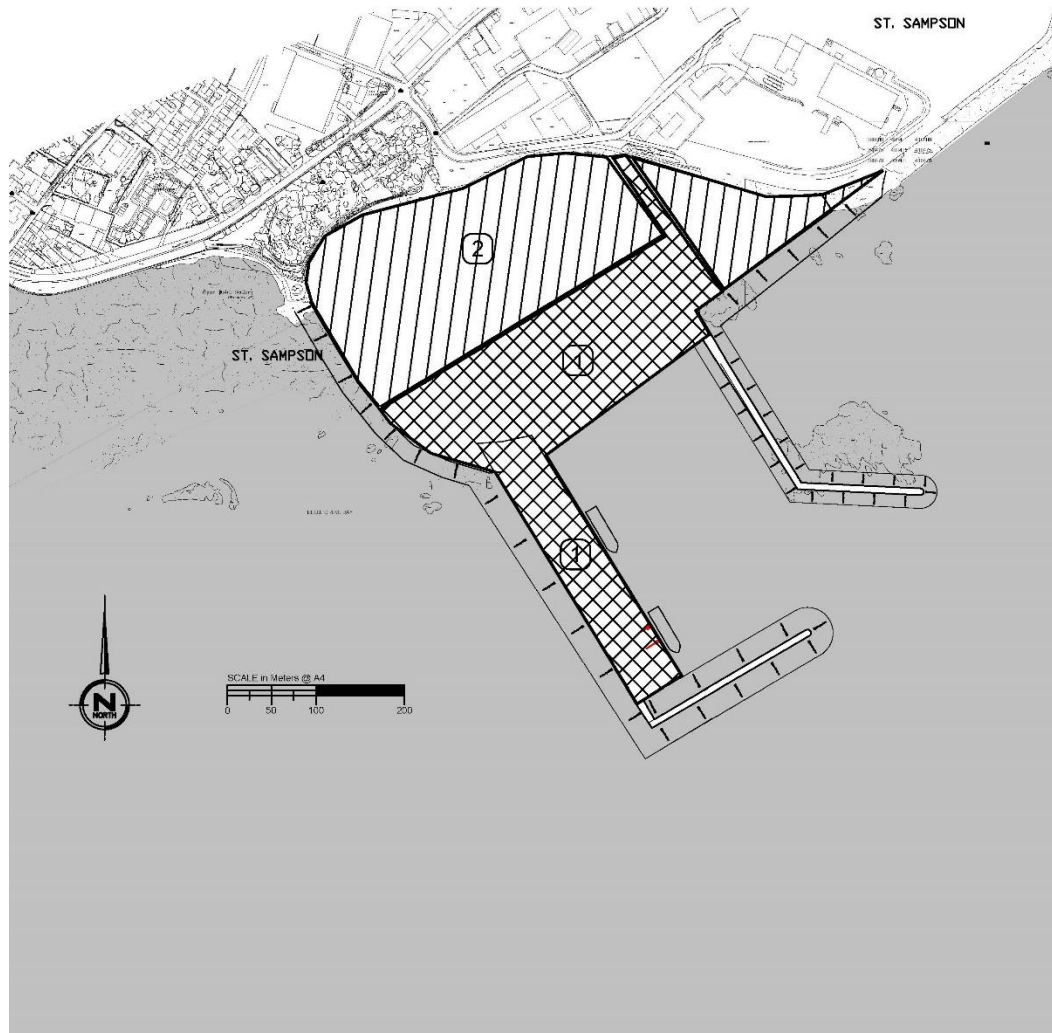 ST. SAMPSON
2
1
ST. SAMPSON
1
N
NORTH
SCALE in Meters @ A4
0 50 100 200